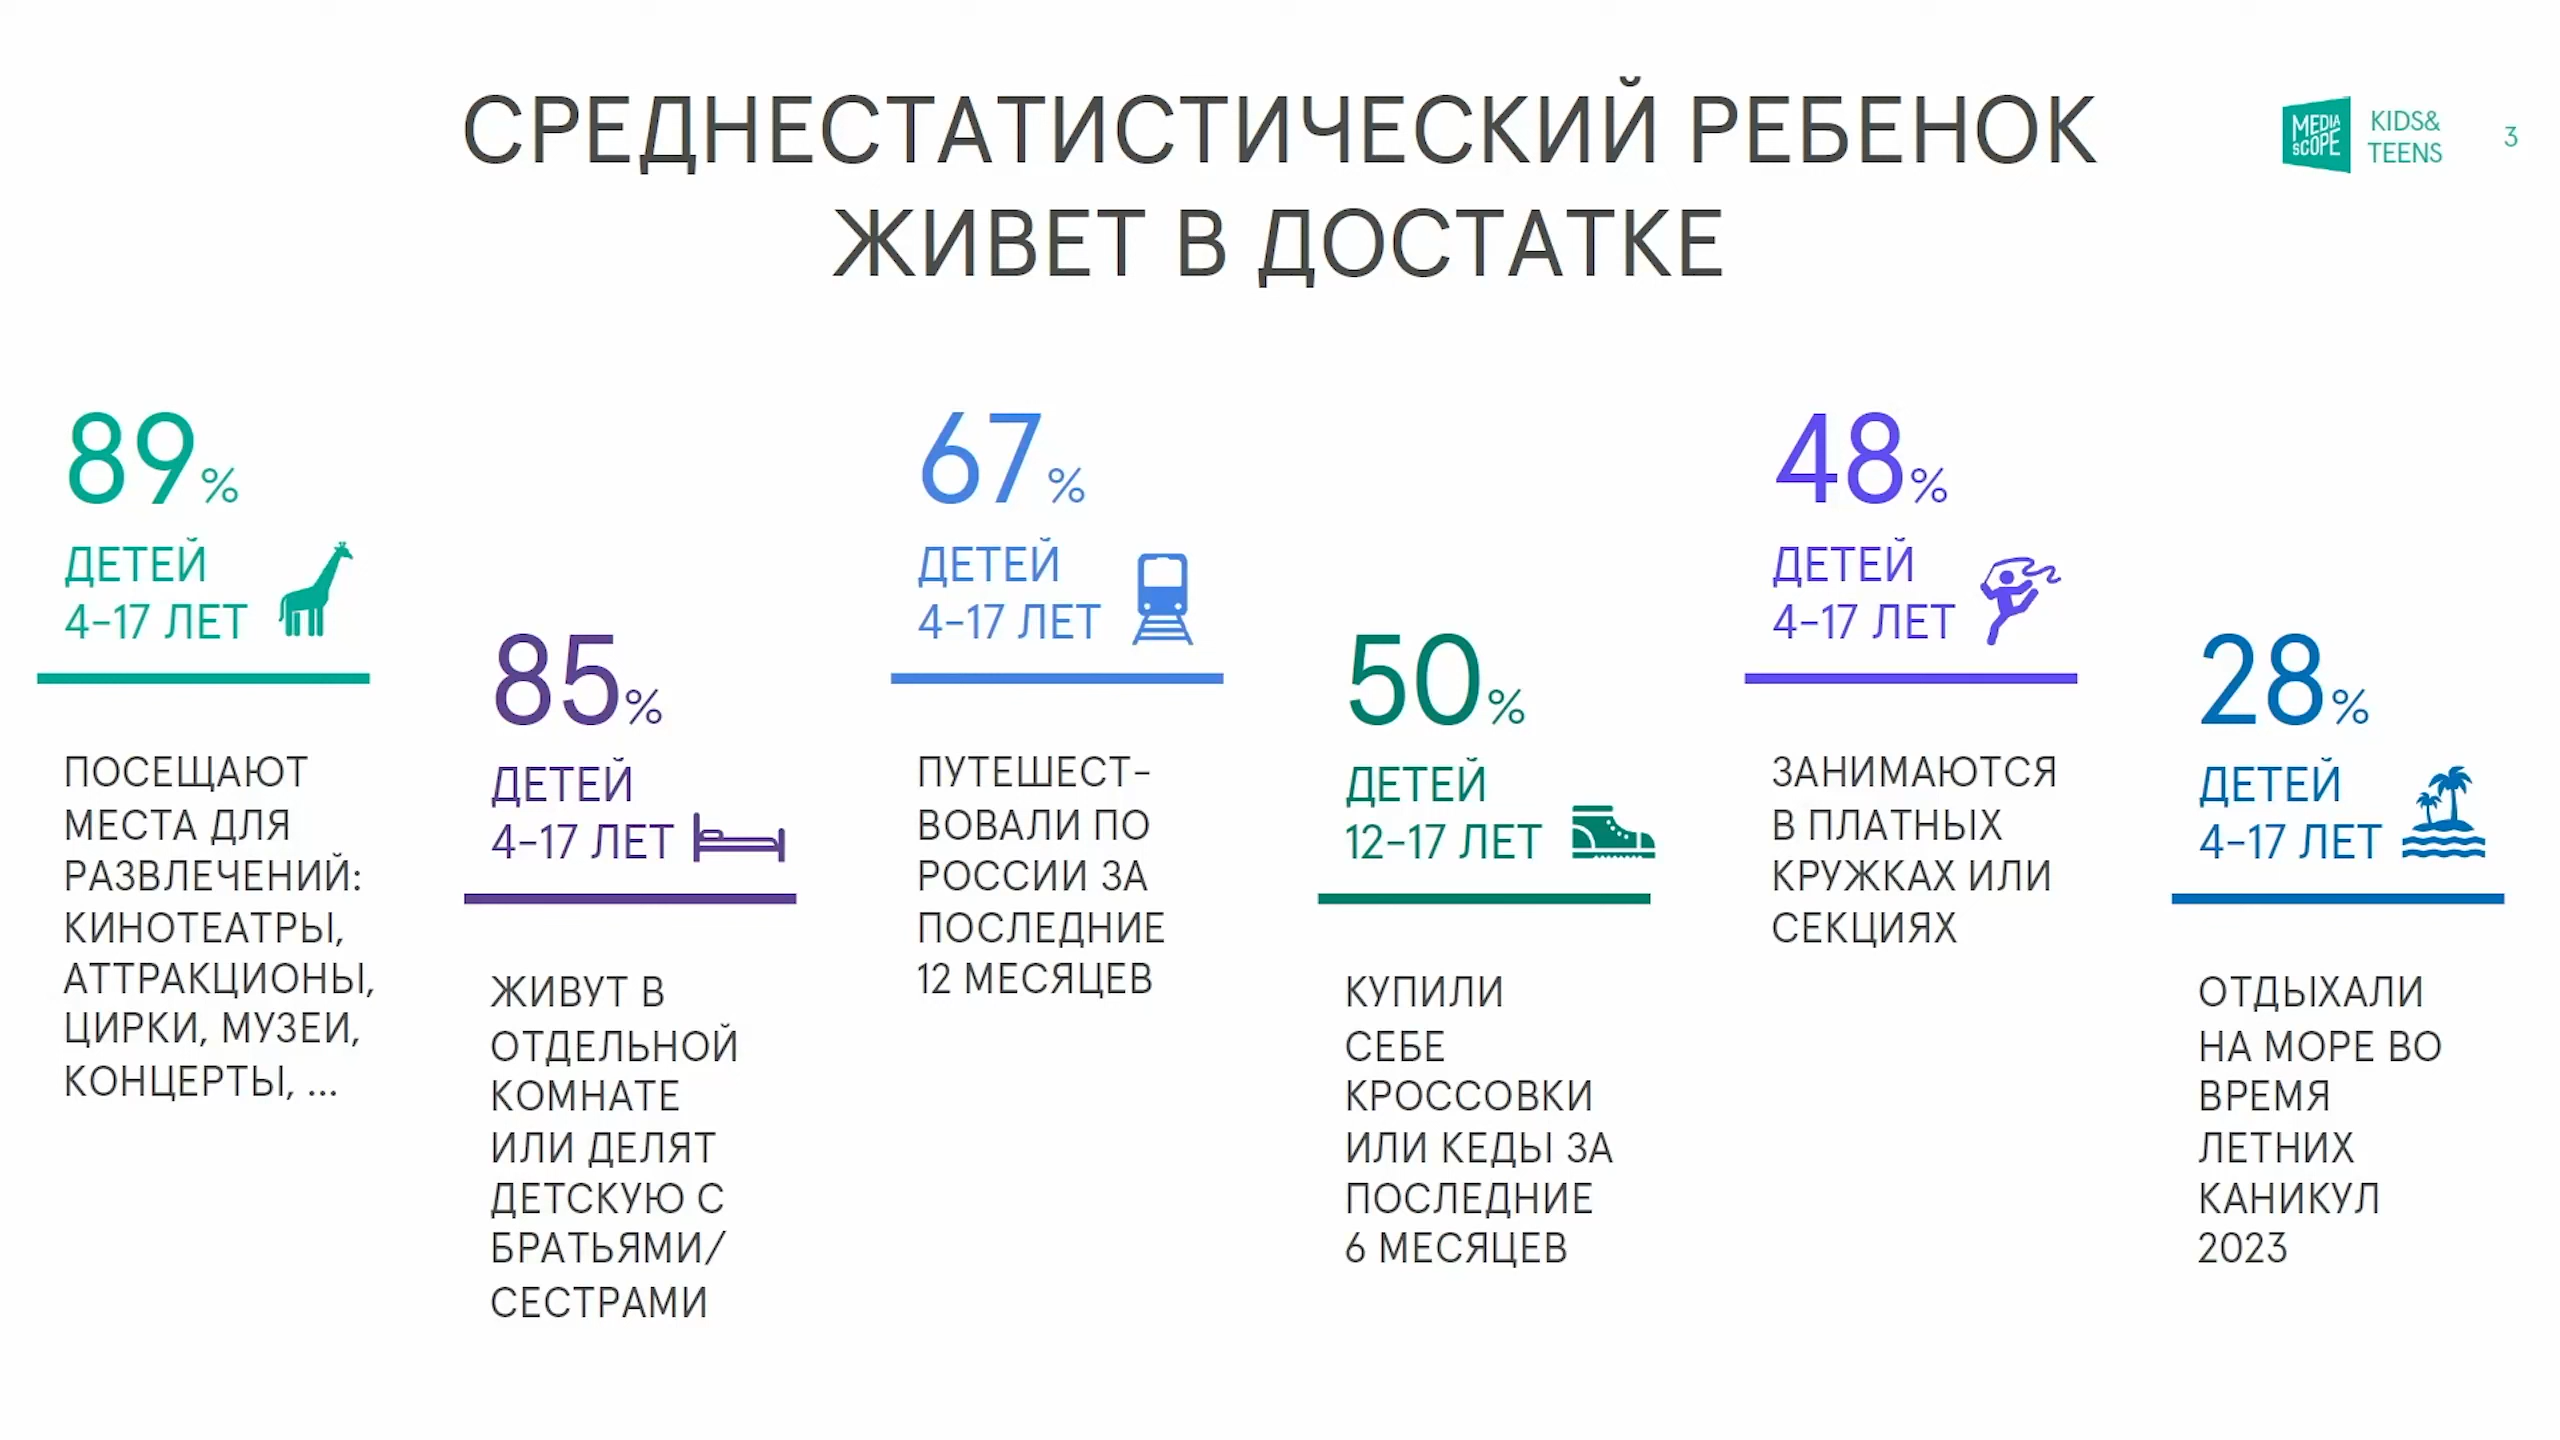 СРЕДНЕСТАТИСТИЧЕСКИЙ РЕБЕНОК
ЖИВЕТ В ДОСТАТКЕ
MEDIA
SCOPE
KIDS&
TEENS
3
89%
ДЕТЕЙ
4-17 ЛЕТ
ПОСЕЩАЮТ
МЕСТА ДЛЯ
РАЗВЛЕЧЕНИЙ:
КИНОТЕАТРЫ,
АТТРАКЦИОНЫ,
ЦИРКИ, МУЗЕИ,
КОНЦЕРТЫ, ...
85%
ДЕТЕЙ
4-17 ЛЕТ
ЖИВУТ В
ОТДЕЛЬНОЙ
КОМНАТЕ
ИЛИ ДЕЛЯТ
ДЕТСКУЮ С
БРАТЬЯМИ/
СЕСТРАМИ
67%
ДЕТЕЙ
4-17 ЛЕТ
ПУТЕШЕСТ-
ВОВАЛИ ПО
РОССИИ ЗА
ПОСЛЕДНИЕ
12 МЕСЯЦЕВ
50%
ДЕТЕЙ
12-17 ЛЕТ
КУПИЛИ
СЕБЕ
КРОССОВКИ
ИЛИ КЕДЫ ЗА
ПОСЛЕДНИЕ
6 МЕСЯЦЕВ
48%
ДЕТЕЙ
4-17 ЛЕТ
ЗАНИМАЮТСЯ
В ПЛАТНЫХ
КРУЖКАХ ИЛИ
СЕКЦИЯХ
28%
ДЕТЕЙ
4-17 ЛЕТ
ОТДЫХАЛИ
НА МОРЕ ВО
ВРЕМЯ
ЛЕТНИХ
КАНИКУЛ
2023